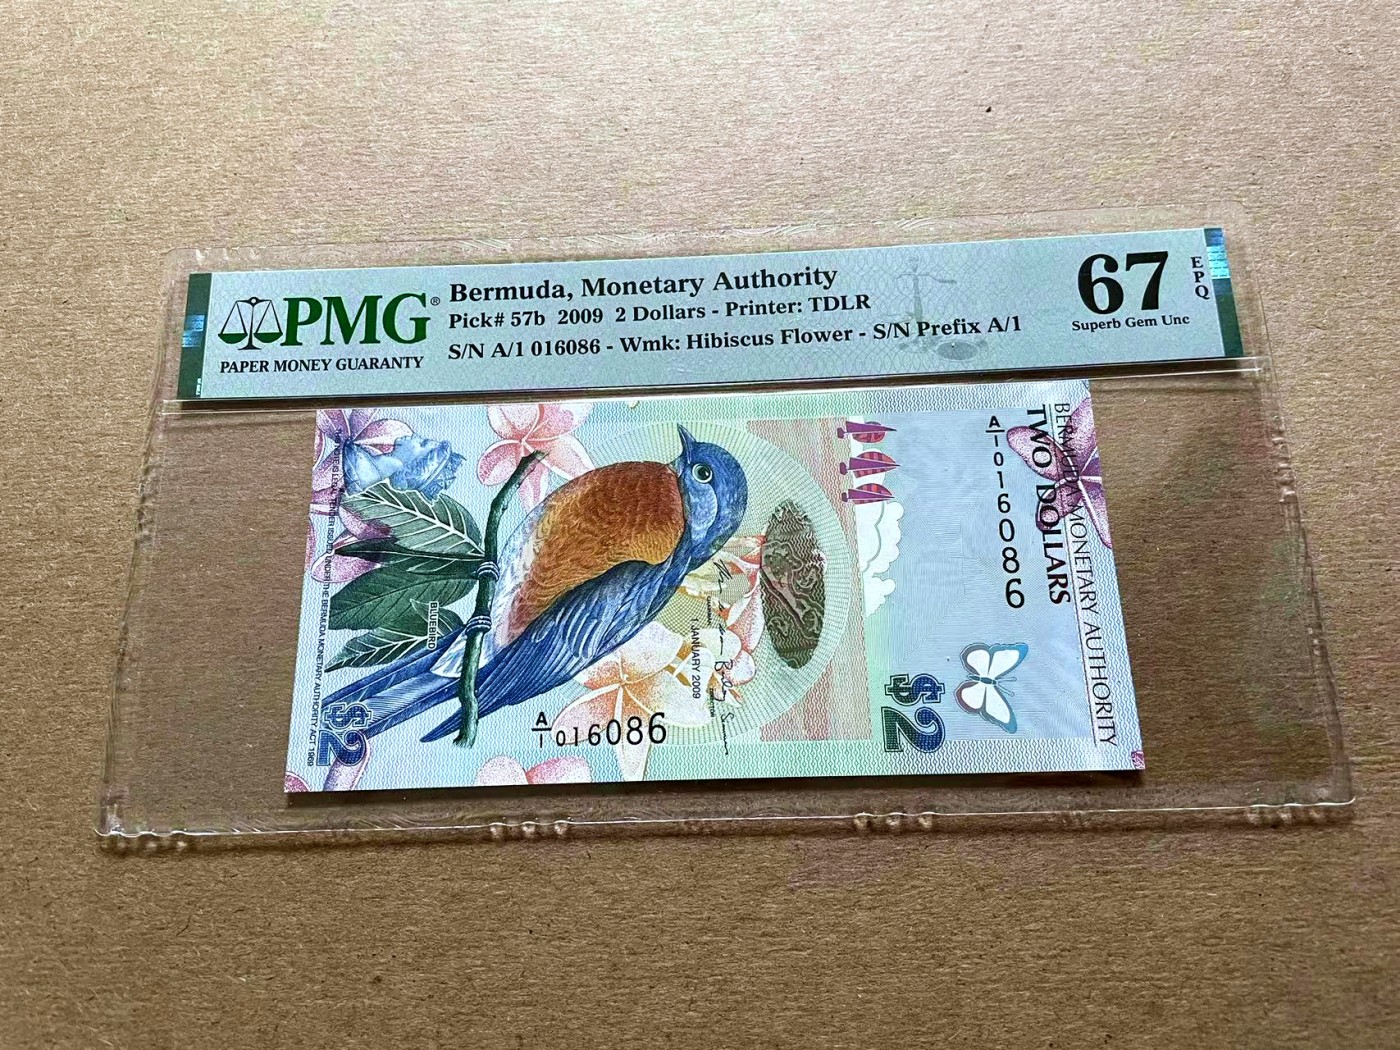 PMG®
PAPER MONEY GUARANTY
Bermuda, Monetary Authority
Pick# 57b 2009 2 Dollars - Printer: TDLR
S/N A/1 016086 - Wmk: Hibiscus Flower - S/N Prefix A/1
67
EPQ
Superb Gem Unc
BERMUDA MONETARY AUTHORITY
TWO DOLLARS
A/1 016086
$2
1 JANUARY 2009
BLUEBIRD
A/1 016086
$2